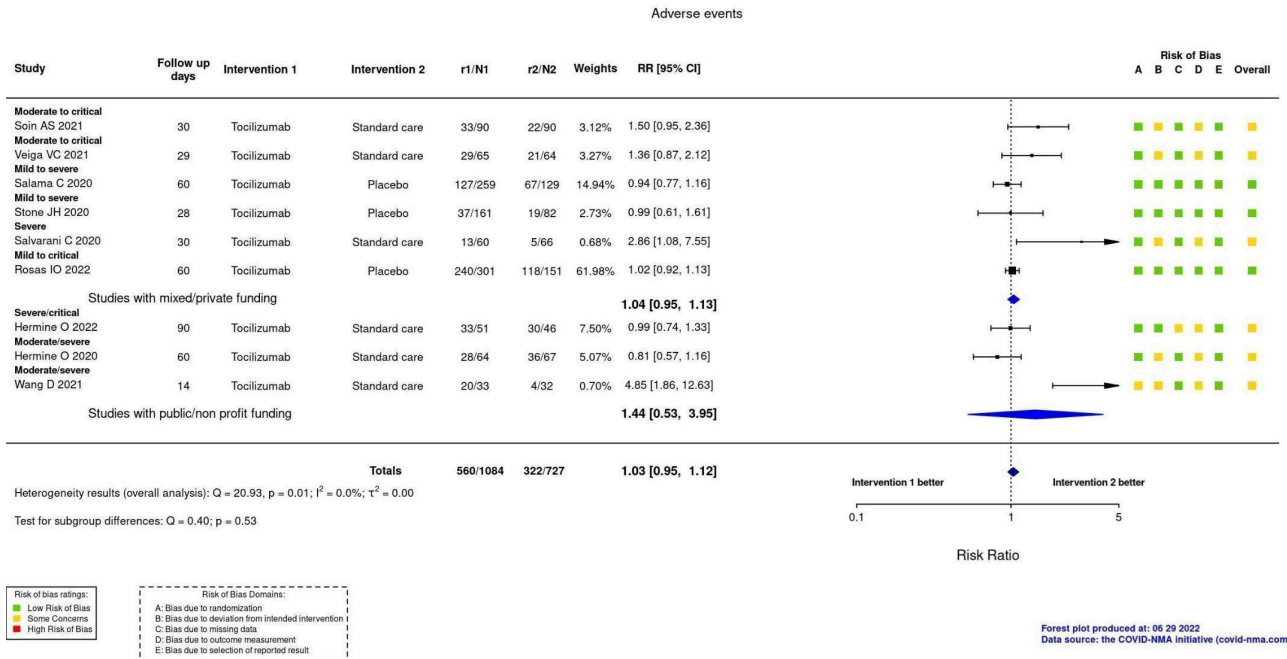 Adverse events
Risk of Bias
Study Follow up days Intervention 1 Intervention 2 r1/N1 r2/N2 Weights RR [95% CI] A B C D E Overall
Moderate to critical
Soin AS 2021 30 Tocilizumab Standard care 33/90 22/90 3.12% 1.50 [0.95, 2.36]
Moderate to critical
Veiga VC 2021 29 Tocilizumab Standard care 29/65 21/64 3.27% 1.36 [0.87, 2.12]
Mild to severe
Salama C 2020 60 Tocilizumab Placebo 127/259 67/129 14.94% 0.94 [0.77, 1.16]
Mild to severe
Stone JH 2020 28 Tocilizumab Placebo 37/161 19/82 2.73% 0.99 [0.61, 1.61]
Severe
Salvarani C 2020 30 Tocilizumab Standard care 13/60 5/66 0.68% 2.86 [1.08, 7.55]
Mild to critical
Rosas IO 2022 60 Tocilizumab Placebo 240/301 118/151 61.98% 1.02 [0.92, 1.13]
Studies with mixed/private funding 1.04 [0.95, 1.13]
Severe/critical
Hermine O 2022 90 Tocilizumab Standard care 33/51 30/46 7.50% 0.99 [0.74, 1.33]
Moderate/severe
Hermine O 2020 60 Tocilizumab Standard care 28/64 36/67 5.07% 0.81 [0.57, 1.16]
Moderate/severe
Wang D 2021 14 Tocilizumab Standard care 20/33 4/32 0.70% 4.85 [1.86, 12.63]
Studies with public/non profit funding 1.44 [0.53, 3.95]
Totals 560/1084 322/727 1.03 [0.95, 1.12]
Intervention 1 better Intervention 2 better
Heterogeneity results (overall analysis): Q = 20.93, p = 0.01; I² = 0.0%; τ² = 0.00
0.1 1 5
Test for subgroup differences: Q = 0.40; p = 0.53
Risk Ratio
Risk of bias ratings:
Low Risk of Bias
Some Concerns
High Risk of Bias
Risk of Bias Domains:
A: Bias due to randomization
B: Bias due to deviation from intended intervention
C: Bias due to missing data
D: Bias due to outcome measurement
E: Bias due to selection of reported result
Forest plot produced at: 06 29 2022
Data source: the COVID-NMA initiative (covid-nma.com